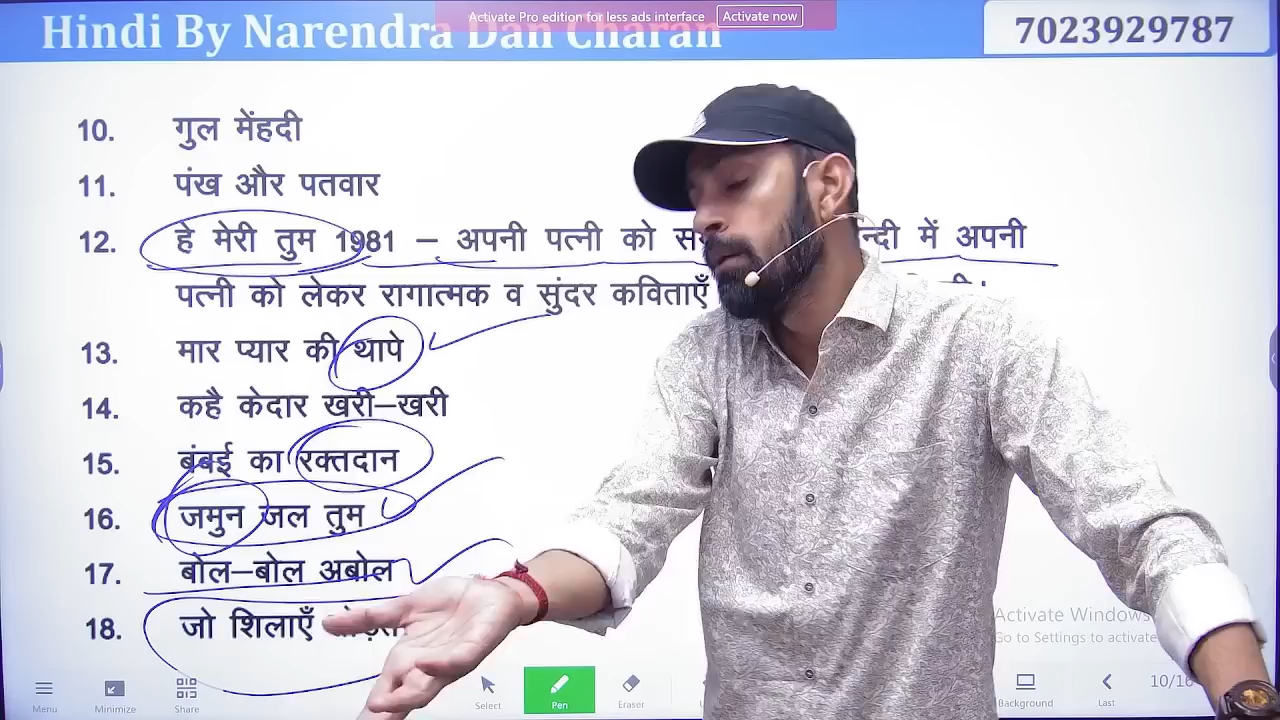 Activate Pro edition for less ads interface Activate now
Hindi By Narendra Dan Charan
7023929787
10. गुल मेंहदी
11. पंख और पतवार
12. हे मेरी तुम 1981 – अपनी पत्नी को में अपनी
पत्नी को लेकर रागात्मक व सुंदर कविताएँ
13. मार प्यार की थापे
14. कहै केदार खरी–खरी
15. बंबई का रक्तदान
16. जमुन जल तुम
17. बोल–बोल अबोल
18. जो शिलाएँ
Activate Windows
Go to Settings to activate
Menu Minimize Share Select Pen Eraser Background Last 10/16